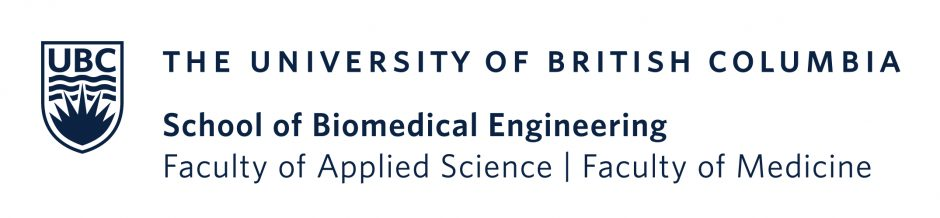 UBC
THE UNIVERSITY OF BRITISH COLUMBIA
School of Biomedical Engineering
Faculty of Applied Science | Faculty of Medicine